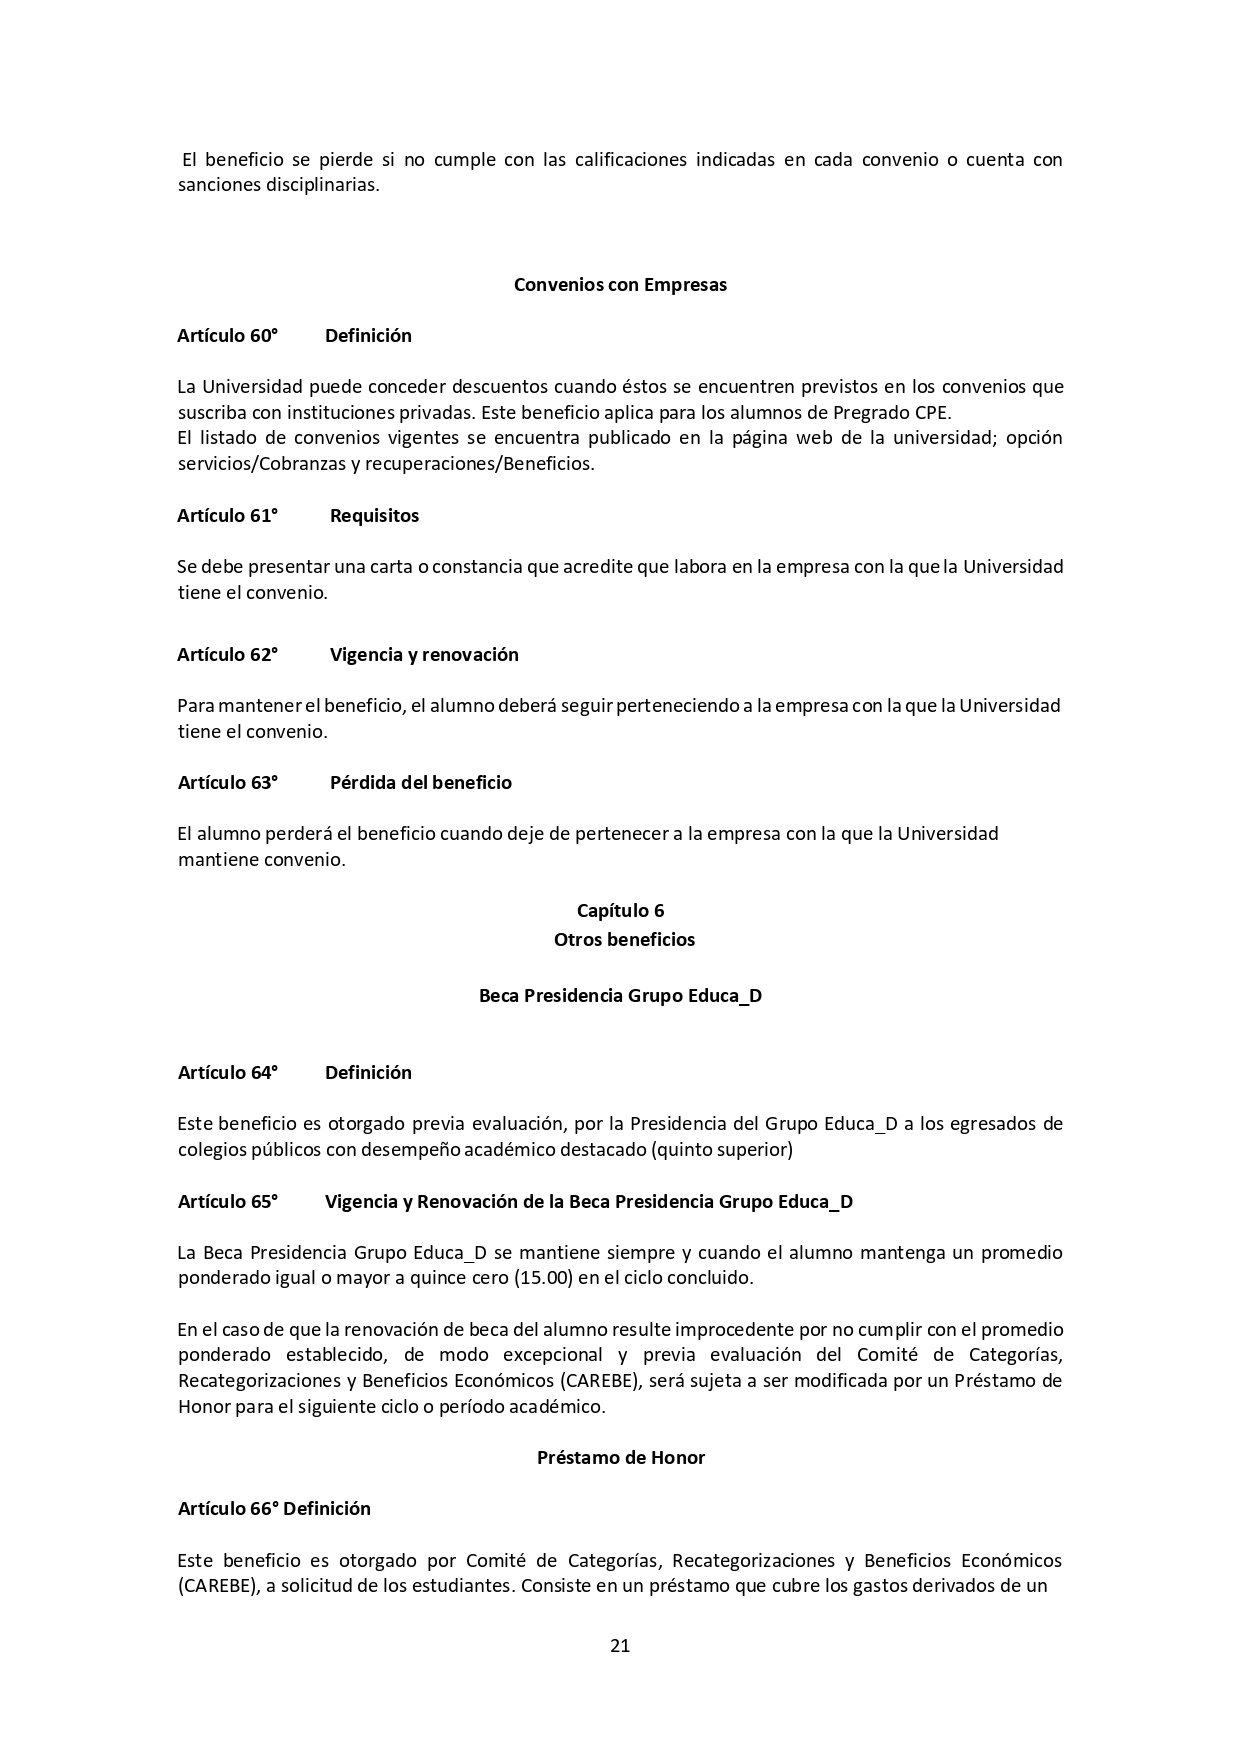 El beneficio se pierde si no cumple con las calificaciones indicadas en cada convenio o cuenta con
sanciones disciplinarias.
Convenios con Empresas
Artículo 60° Definición
La Universidad puede conceder descuentos cuando éstos se encuentren previstos en los convenios que
suscriba con instituciones privadas. Este beneficio aplica para los alumnos de Pregrado CPE.
El listado de convenios vigentes se encuentra publicado en la página web de la universidad; opción
servicios/Cobranzas y recuperaciones/Beneficios.
Artículo 61° Requisitos
Se debe presentar una carta o constancia que acredite que labora en la empresa con la que la Universidad
tiene el convenio.
Artículo 62° Vigencia y renovación
Para mantener el beneficio, el alumno deberá seguir perteneciendo a la empresa con la que la Universidad
tiene el convenio.
Artículo 63° Pérdida del beneficio
El alumno perderá el beneficio cuando deje de pertenecer a la empresa con la que la Universidad
mantiene convenio.
Capítulo 6
Otros beneficios
Beca Presidencia Grupo Educa_D
Artículo 64° Definición
Este beneficio es otorgado previa evaluación, por la Presidencia del Grupo Educa_D a los egresados de
colegios públicos con desempeño académico destacado (quinto superior)
Artículo 65° Vigencia y Renovación de la Beca Presidencia Grupo Educa_D
La Beca Presidencia Grupo Educa_D se mantiene siempre y cuando el alumno mantenga un promedio
ponderado igual o mayor a quince cero (15.00) en el ciclo concluido.
En el caso de que la renovación de beca del alumno resulte improcedente por no cumplir con el promedio
ponderado establecido, de modo excepcional y previa evaluación del Comité de Categorías,
Recategorizaciones y Beneficios Económicos (CAREBE), será sujeta a ser modificada por un Préstamo de
Honor para el siguiente ciclo o período académico.
Préstamo de Honor
Artículo 66° Definición
Este beneficio es otorgado por Comité de Categorías, Recategorizaciones y Beneficios Económicos
(CAREBE), a solicitud de los estudiantes. Consiste en un préstamo que cubre los gastos derivados de un
21